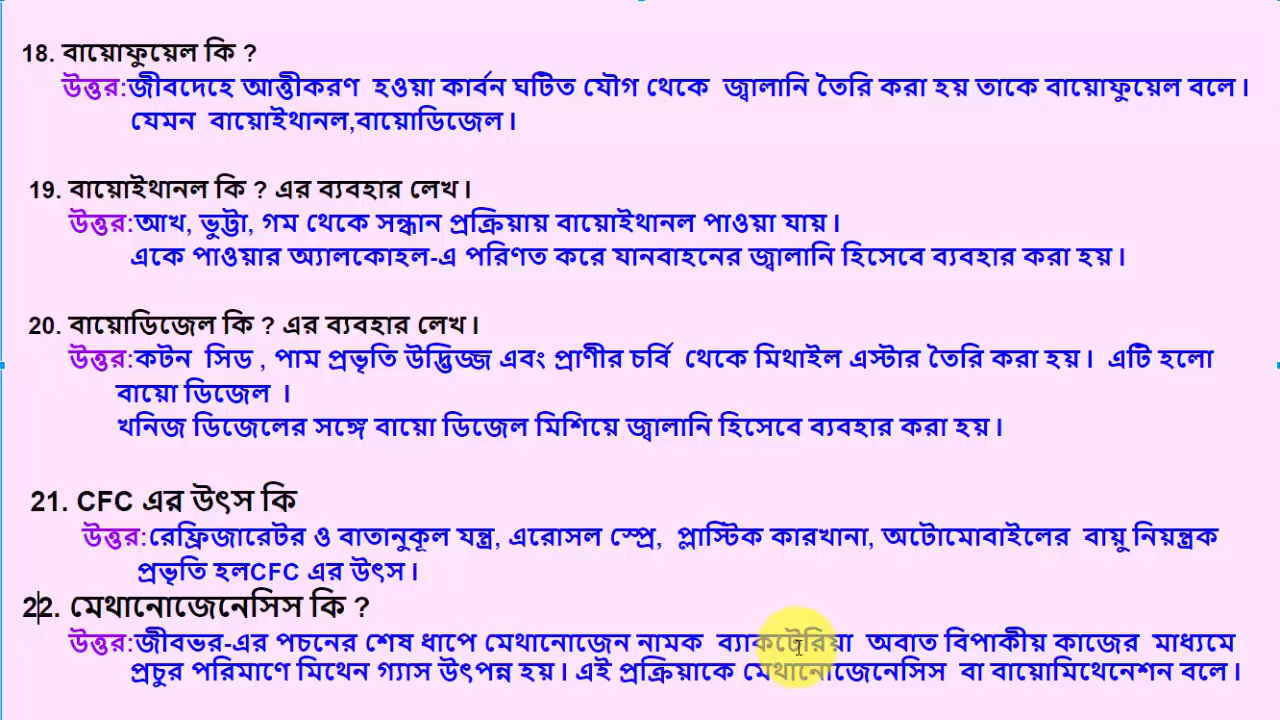 18. বায়োফুয়েল কি ?
উত্তর:জীবদেহে আত্তীকরণ হওয়া কার্বন ঘটিত যৌগ থেকে জ্বালানি তৈরি করা হয় তাকে বায়োফুয়েল বলে।
যেমন বায়োইথানল,বায়োডিজেল।
19. বায়োইথানল কি ? এর ব্যবহার লেখ।
উত্তর:আখ, ভুট্টা, গম থেকে সন্ধান প্রক্রিয়ায় বায়োইথানল পাওয়া যায়।
একে পাওয়ার অ্যালকোহল-এ পরিণত করে যানবাহনের জ্বালানি হিসেবে ব্যবহার করা হয়।
20. বায়োডিজেল কি ? এর ব্যবহার লেখ।
উত্তর:কটন সিড , পাম প্রভৃতি উদ্ভিজ্জ এবং প্রাণীর চর্বি থেকে মিথাইল এস্টার তৈরি করা হয়। এটি হলো
বায়ো ডিজেল ।
খনিজ ডিজেলের সঙ্গে বায়ো ডিজেল মিশিয়ে জ্বালানি হিসেবে ব্যবহার করা হয়।
21. CFC এর উৎস কি
উত্তর:রেফ্রিজারেটর ও বাতানুকূল যন্ত্র, এরোসল স্প্রে, প্লাস্টিক কারখানা, অটোমোবাইলের বায়ু নিয়ন্ত্রক
প্রভৃতি হলCFC এর উৎস।
22. মেথানোজেনেসিস কি ?
উত্তর:জীবভর-এর পচনের শেষ ধাপে মেথানোজেন নামক ব্যাকটেরিয়া অবাত বিপাকীয় কাজের মাধ্যমে
প্রচুর পরিমাণে মিথেন গ্যাস উৎপন্ন হয়। এই প্রক্রিয়াকে মেথানোজেনেসিস বা বায়োমিথেনেশন বলে।